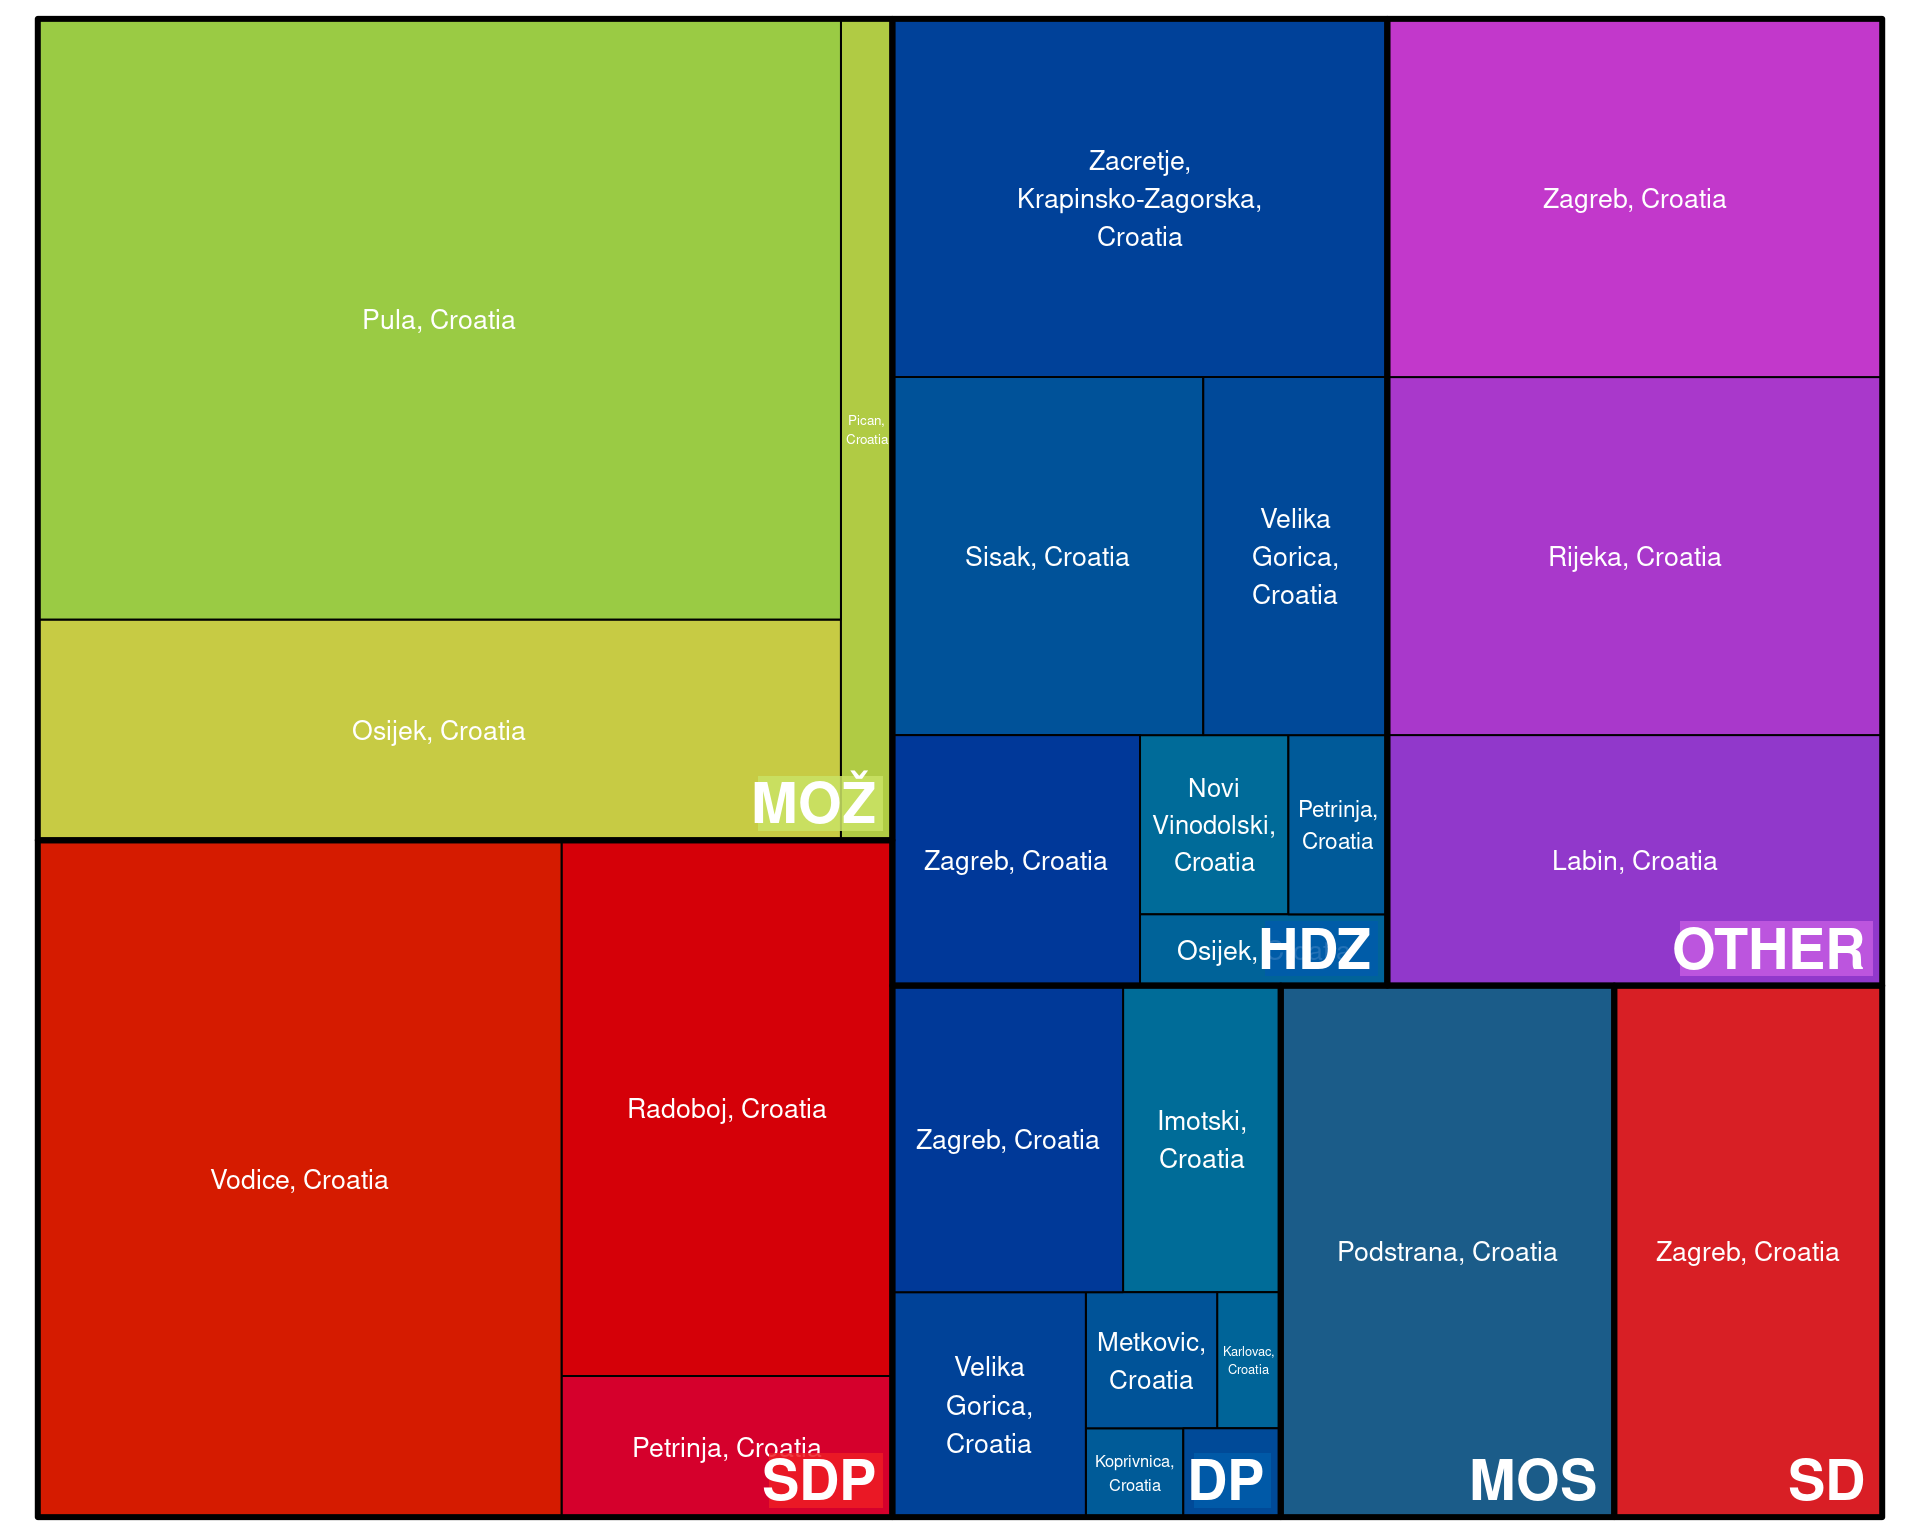 Pula, Croatia
Pican,
Croatia
Osijek, Croatia
MOŽ
Vodice, Croatia
Radoboj, Croatia
Petrinja, Croatia
SDP
Zacretje,
Krapinsko-Zagorska,
Croatia
Sisak, Croatia
Velika
Gorica,
Croatia
Zagreb, Croatia
Novi
Vinodolski,
Croatia
Petrinja,
Croatia
Osijek, Croatia
HDZ
Zagreb, Croatia
Rijeka, Croatia
Labin, Croatia
OTHER
Zagreb, Croatia
Imotski,
Croatia
Velika
Gorica,
Croatia
Metkovic,
Croatia
Karlovac,
Croatia
Koprivnica,
Croatia
DP
Podstrana, Croatia
MOS
Zagreb, Croatia
SD